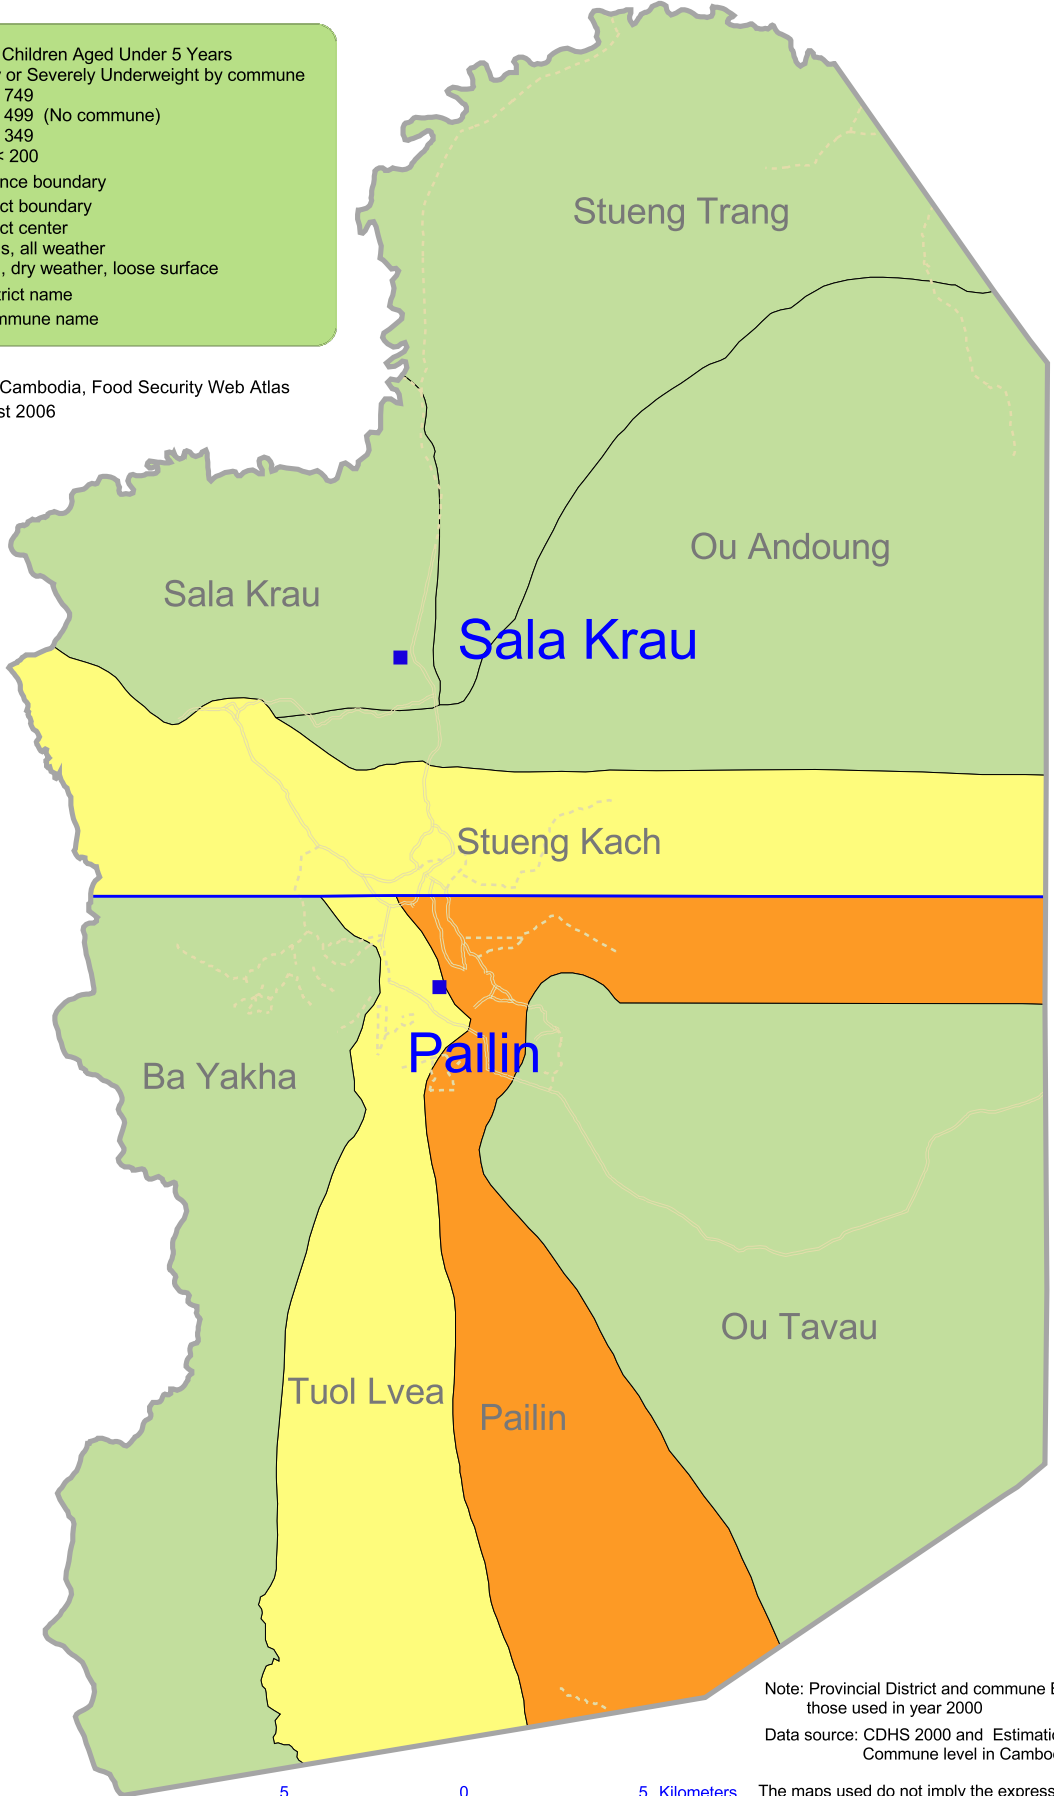 Children Aged Under 5 Years
or Severely Underweight by commune
749
499 (No commune)
349
< 200
nce boundary
ct boundary
ct center
s, all weather
, dry weather, loose surface
trict name
mmune name
Cambodia, Food Security Web Atlas
st 2006
Stueng Trang
Ou Andoung
Sala Krau
Sala Krau
Stueng Kach
Pailin
Ba Yakha
Ou Tavau
Tuol Lvea
Pailin
Note: Provincial District and commune B
those used in year 2000
Data source: CDHS 2000 and Estimatio
Commune level in Cambo
5 0 5 Kilometers
The maps used do not imply the express